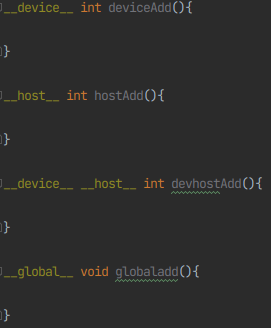 __device__ int deviceAdd(){
}
__host__ int hostAdd(){
}
__device__ __host__ int devhostAdd(){
}
__global__ void globaladd(){
}